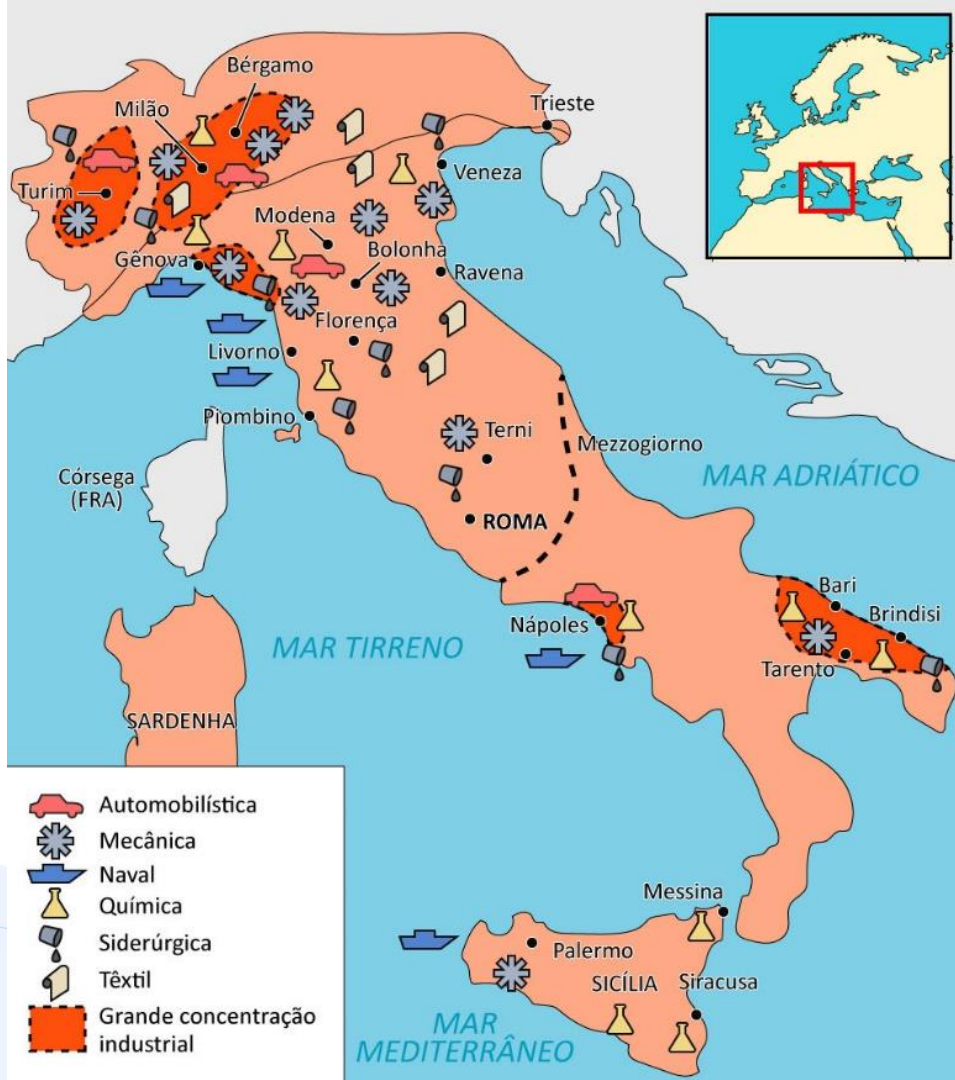 Bérgamo
Milão
Trieste
Turim
Veneza
Modena
Bolonha
Gênova
Ravena
Florença
Livorno
Piombino
Terni
Mezzogiorno
Córsega
(FRA)
MAR ADRIÁTICO
ROMA
Bari
Nápoles
Brindisi
MAR TIRRENO
Tarento
SARDENHA
Automobilística
Mecânica
Naval
Química
Siderúrgica
Têxtil
Grande concentração
industrial
Messina
Palermo
SICÍLIA
Siracusa
MAR
MEDITERRÂNEO